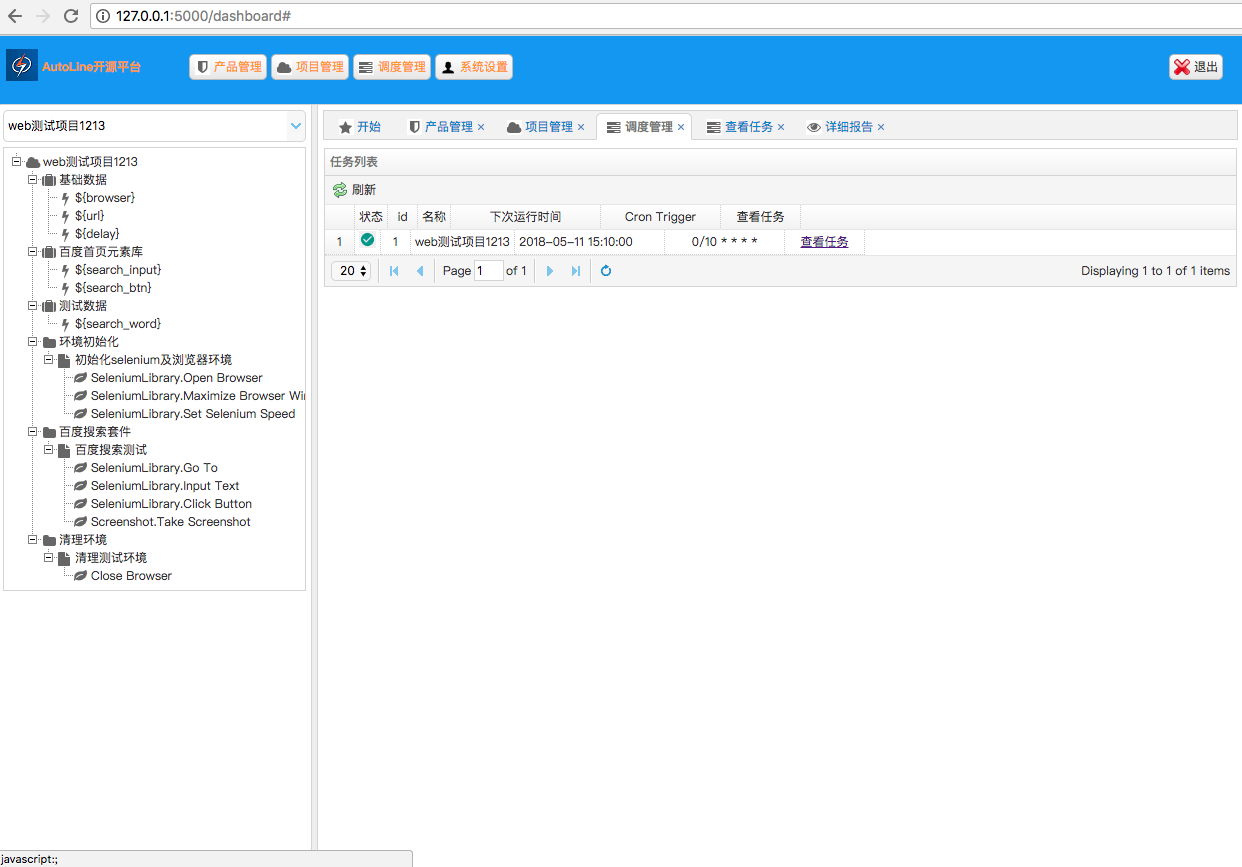 127.0.0.1:5000/dashboard#
AutoLine开源平台 产品管理 项目管理 调度管理 系统设置 退出
web测试项目1213
web测试项目1213
基础数据
${browser}
${url}
${delay}
百度首页元素库
${search_input}
${search_btn}
测试数据
${search_word}
环境初始化
初始化selenium及浏览器环境
SeleniumLibrary.Open Browser
SeleniumLibrary.Maximize Browser Win
SeleniumLibrary.Set Selenium Speed
百度搜索套件
百度搜索测试
SeleniumLibrary.Go To
SeleniumLibrary.Input Text
SeleniumLibrary.Click Button
Screenshot.Take Screenshot
清理环境
清理测试环境
Close Browser
开始 产品管理 × 项目管理 × 调度管理 × 查看任务 × 详细报告 ×
任务列表
刷新
状态 id 名称 下次运行时间 Cron Trigger 查看任务
1 1 web测试项目1213 2018-05-11 15:10:00 0/10 * * * * 查看任务
20 Page 1 of 1 Displaying 1 to 1 of 1 items
javascript:;